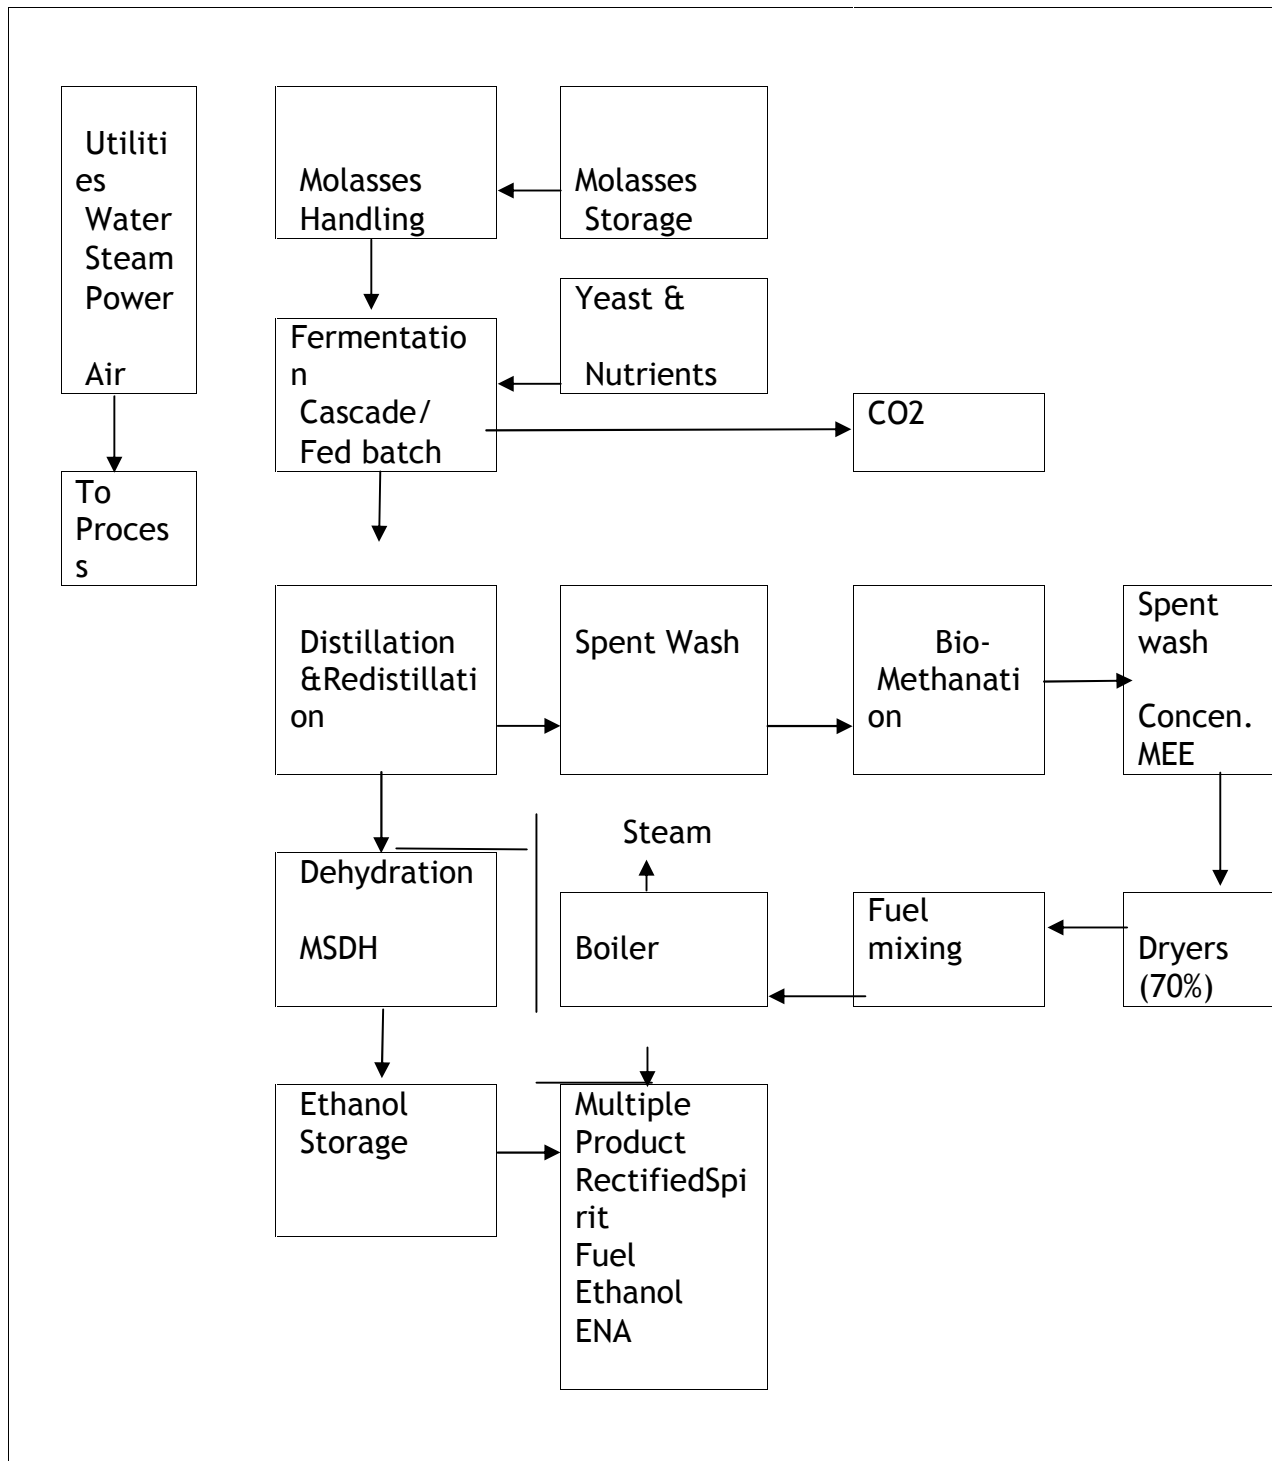 Utiliti
es
Water
Steam
Power
Air
To
Proces
s
Molasses
Handling
Molasses
Storage
Yeast &
Nutrients
Fermentatio
n
Cascade/
Fed batch
CO2
Distillation
&Redistillati
on
Spent Wash
Bio-
Methanati
on
Spent
wash
Concen.
MEE
Steam
Dehydration
MSDH
Boiler
Fuel
mixing
Dryers
(70%)
Ethanol
Storage
Multiple
Product
RectifiedSpi
rit
Fuel
Ethanol
ENA